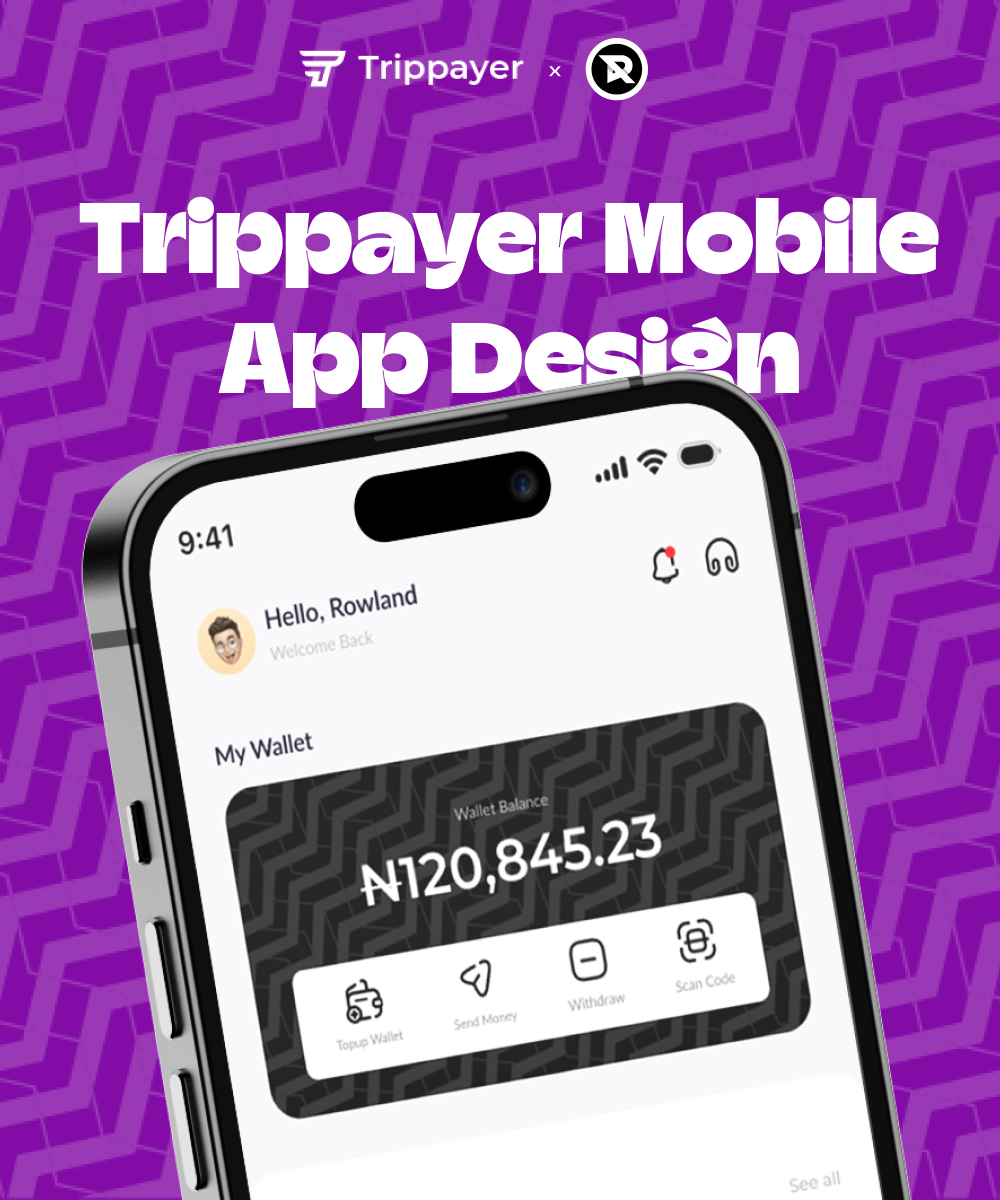 Trippayer x R
Trippayer Mobile
App Design
9:41
Hello, Rowland
Welcome Back
My Wallet
Wallet Balance
₦120,845.23
Topup Wallet Send Money Withdraw Scan Code
See all